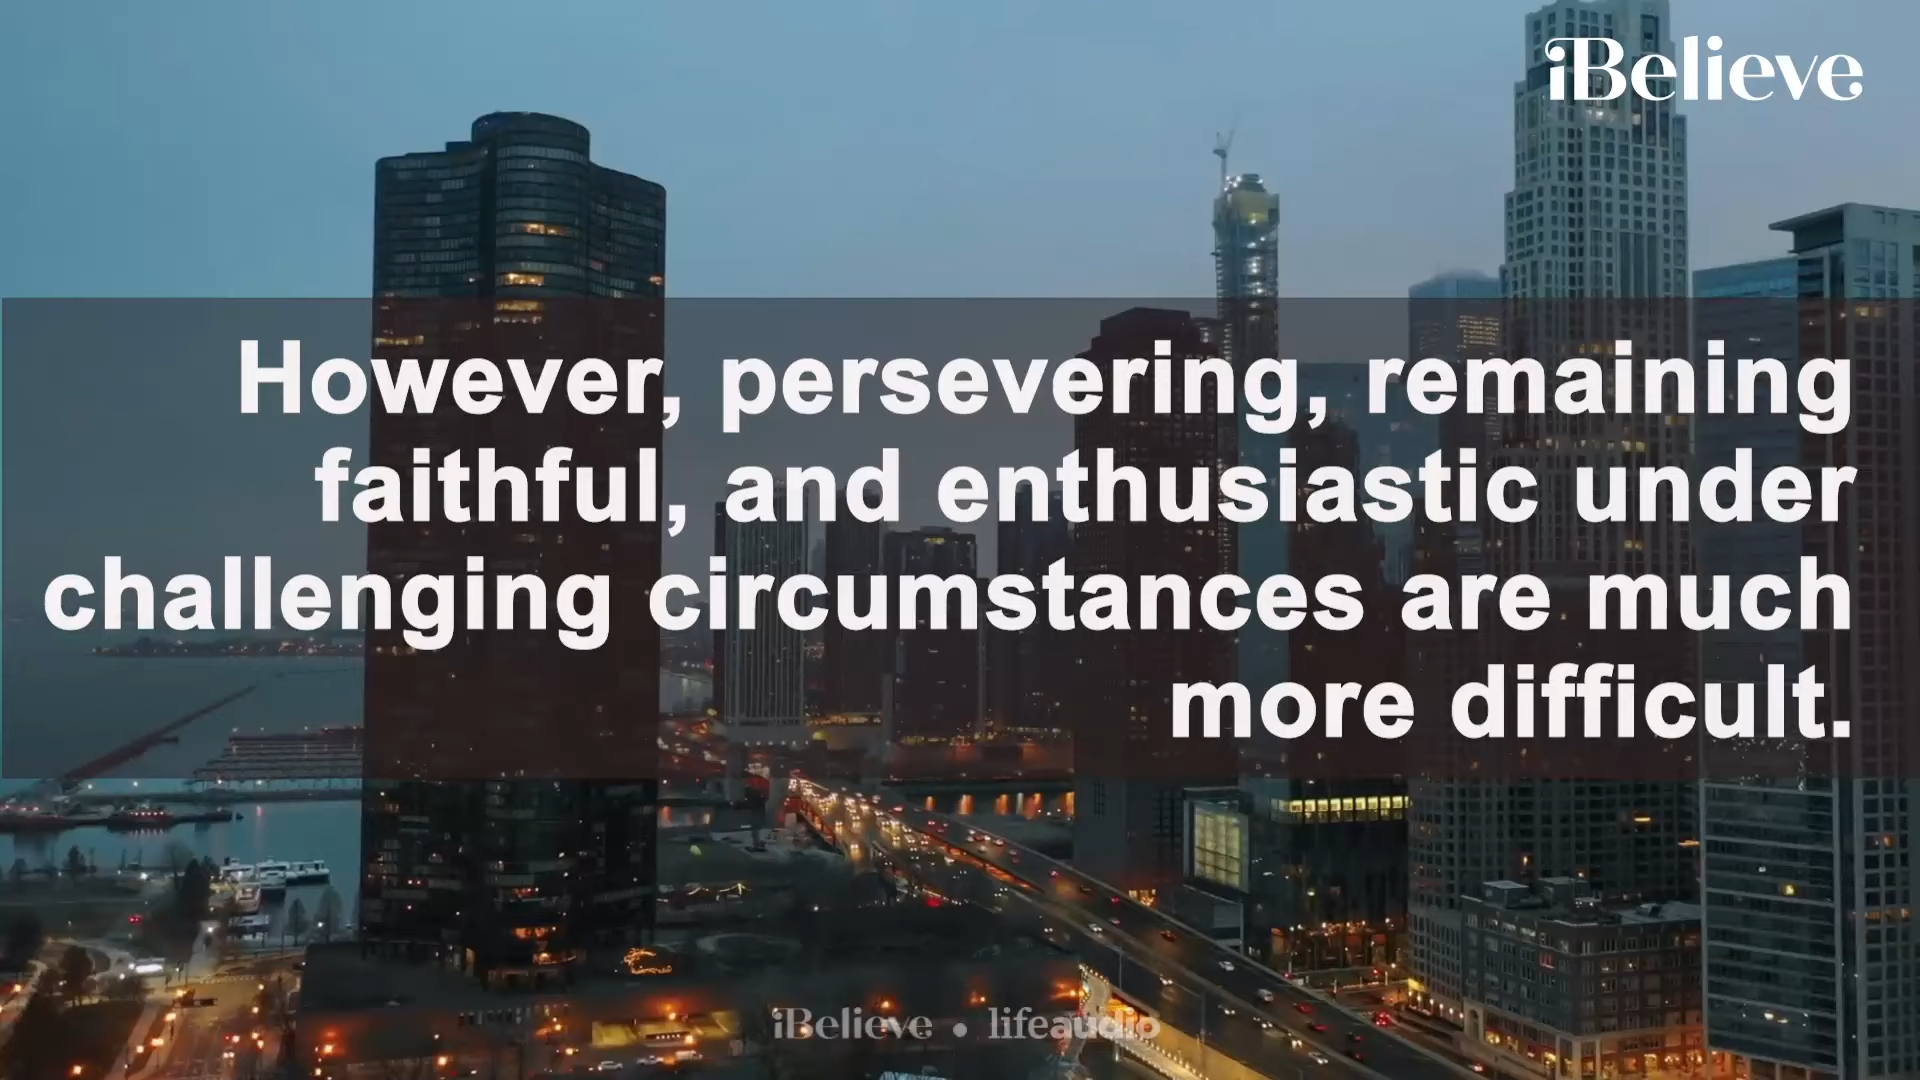 iBelieve
However, persevering, remaining
faithful, and enthusiastic under
challenging circumstances are much
more difficult.
iBelieve • lifeaudio